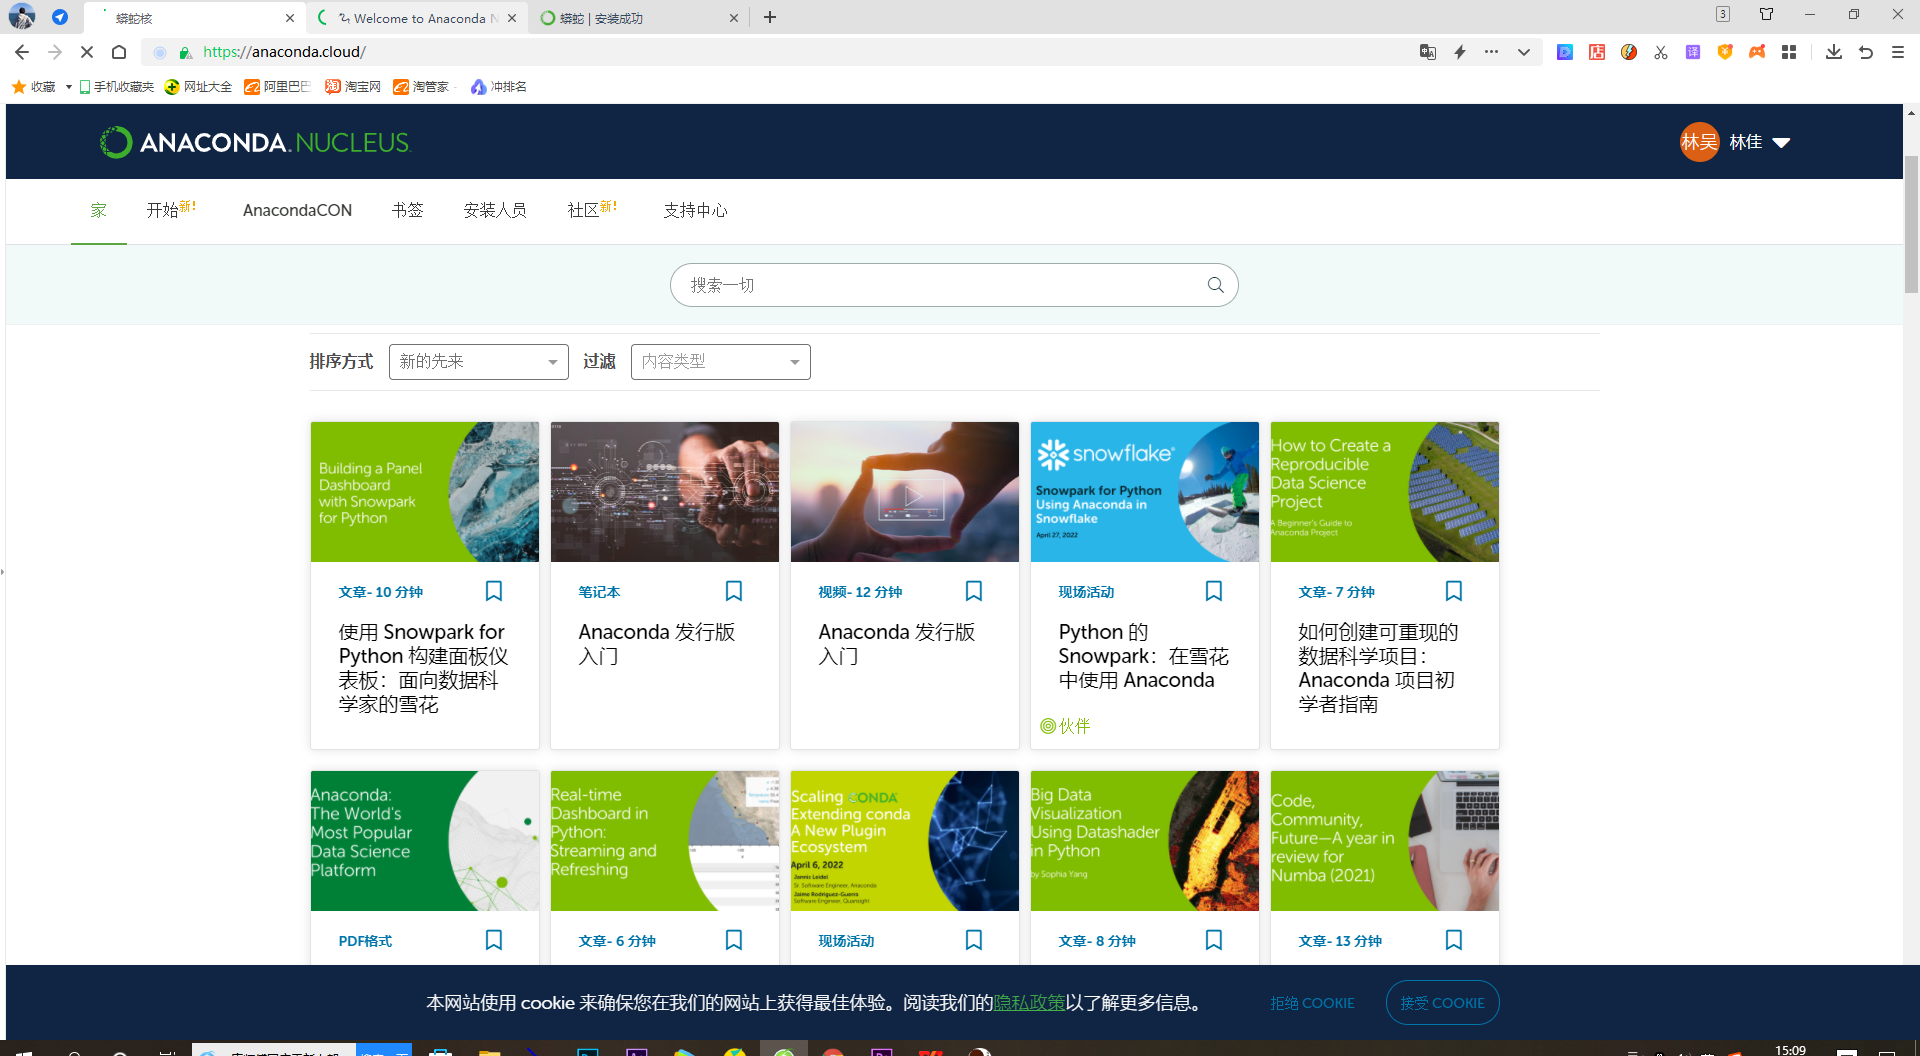 蟒蛇核
Welcome to Anaconda N
蟒蛇 | 安装成功
3
https://anaconda.cloud/
收藏
手机收藏夹
网址大全
阿里巴巴
淘宝网
淘管家
冲排名
ANACONDA. NUCLEUS.
林吴
林佳
家
开始新!
AnacondaCON
书签
安装人员
社区新!
支持中心
搜索一切
排序方式
新的先来
过滤
内容类型
Building a Panel
Dashboard
with Snowpark
for Python
snowflake®
Snowpark for Python
Using Anaconda in
Snowflake
April 27, 2022
How to Create a
Reproducible
Data Science
Project
A Beginner's Guide to
Anaconda Project
文章- 10 分钟
笔记本
视频- 12 分钟
现场活动
文章- 7 分钟
使用 Snowpark for
Python 构建面板仪
表板：面向数据科
学家的雪花
Anaconda 发行版
入门
Anaconda 发行版
入门
Python 的
Snowpark：在雪花
中使用 Anaconda
伙伴
如何创建可重现的
数据科学项目：
Anaconda 项目初
学者指南
Anaconda:
The World's
Most Popular
Data Science
Platform
Real-time
Dashboard in
Python:
Streaming and
Refreshing
Scaling CONDA
Extending conda
A New Plugin
Ecosystem
April 6, 2022
Jannis Leidel
Sr. Software Engineer, Anaconda
Jaime Rodríguez-Guerra
Software Engineer, Quansight
Big Data
Visualization
Using Datashader
in Python
by Sophia Yang
Code,
Community,
Future—A year in
review for
Numba (2021)
PDF格式
文章- 6 分钟
现场活动
文章- 8 分钟
文章- 13 分钟
本网站使用 cookie 来确保您在我们的网站上获得最佳体验。阅读我们的隐私政策以了解更多信息。
拒绝 COOKIE
接受 COOKIE
15:09